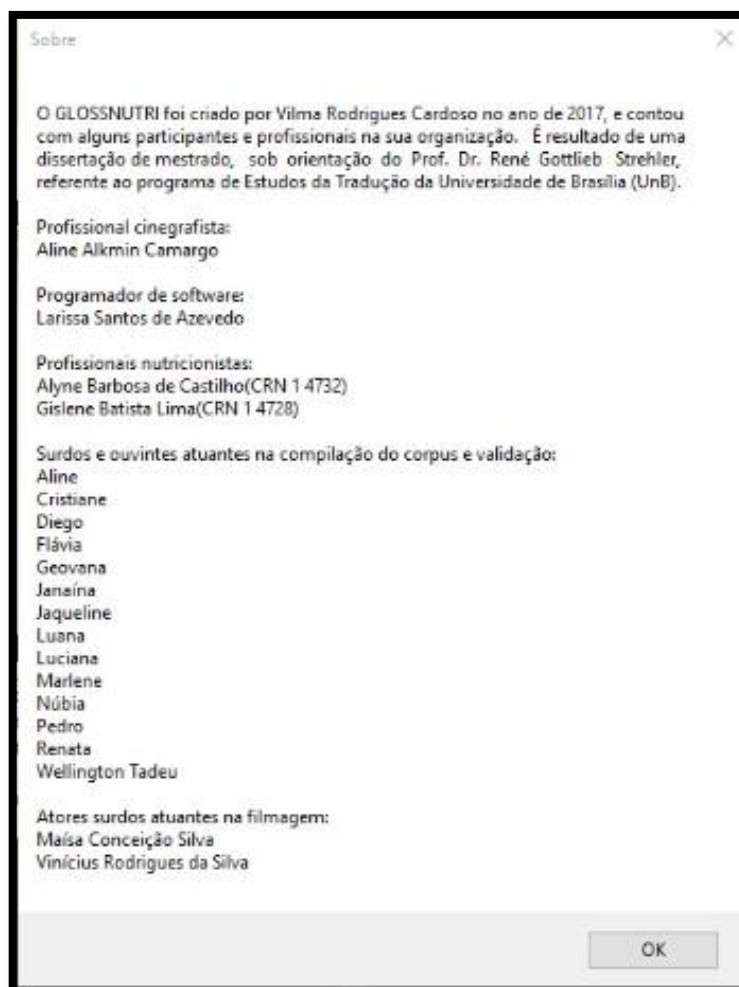 Sobre
O GLOSSNUTRI foi criado por Vilma Rodrigues Cardoso no ano de 2017, e contou
com alguns participantes e profissionais na sua organização. É resultado de uma
dissertação de mestrado, sob orientação do Prof. Dr. René Gottlieb Strehler,
referente ao programa de Estudos da Tradução da Universidade de Brasília (UnB).
Profissional cinegrafista:
Aline Alkmin Camargo
Programador de software:
Larissa Santos de Azevedo
Profissionais nutricionistas:
Alyne Barbosa de Castilho(CRN 1 4732)
Gislene Batista Lima(CRN 1 4728)
Surdos e ouvintes atuantes na compilação do corpus e validação:
Aline
Cristiane
Diego
Flávia
Geovana
Janaína
Jaqueline
Luana
Luciana
Marlene
Núbia
Pedro
Renata
Wellington Tadeu
Atores surdos atuantes na filmagem:
Maísa Conceição Silva
Vinícius Rodrigues da Silva
OK